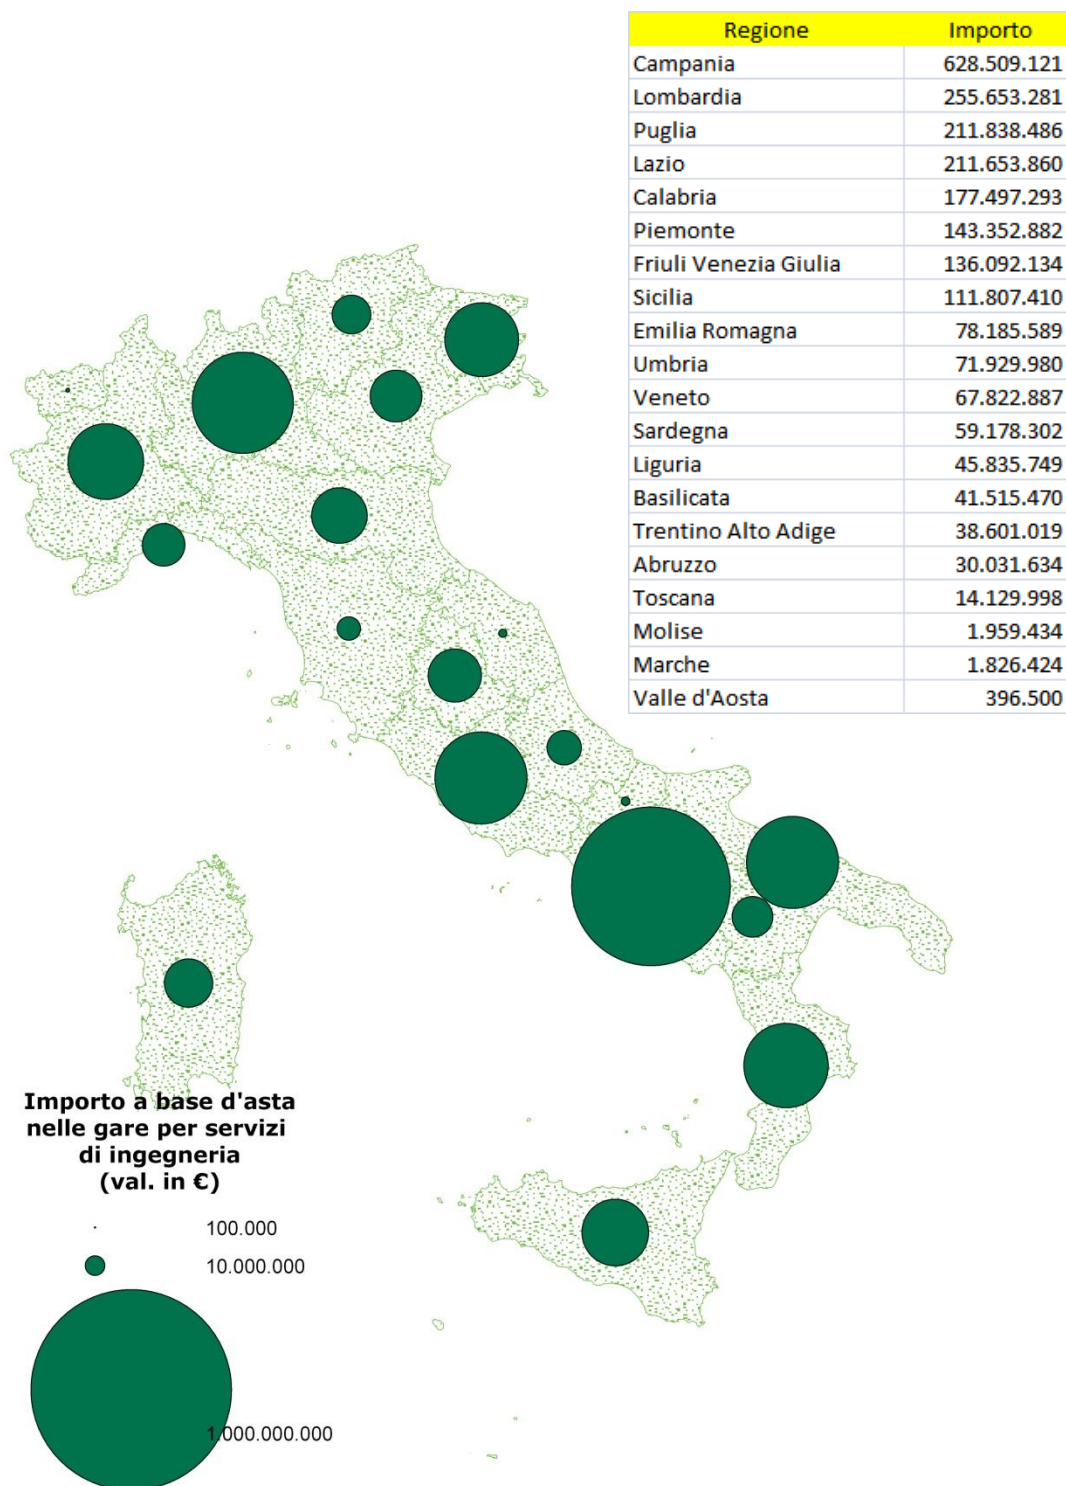 Regione Importo
Campania 628.509.121
Lombardia 255.653.281
Puglia 211.838.486
Lazio 211.653.860
Calabria 177.497.293
Piemonte 143.352.882
Friuli Venezia Giulia 136.092.134
Sicilia 111.807.410
Emilia Romagna 78.185.589
Umbria 71.929.980
Veneto 67.822.887
Sardegna 59.178.302
Liguria 45.835.749
Basilicata 41.515.470
Trentino Alto Adige 38.601.019
Abruzzo 30.031.634
Toscana 14.129.998
Molise 1.959.434
Marche 1.826.424
Valle d'Aosta 396.500
Importo a base d'asta
nelle gare per servizi
di ingegneria
(val. in €)
100.000
10.000.000
1.000.000.000